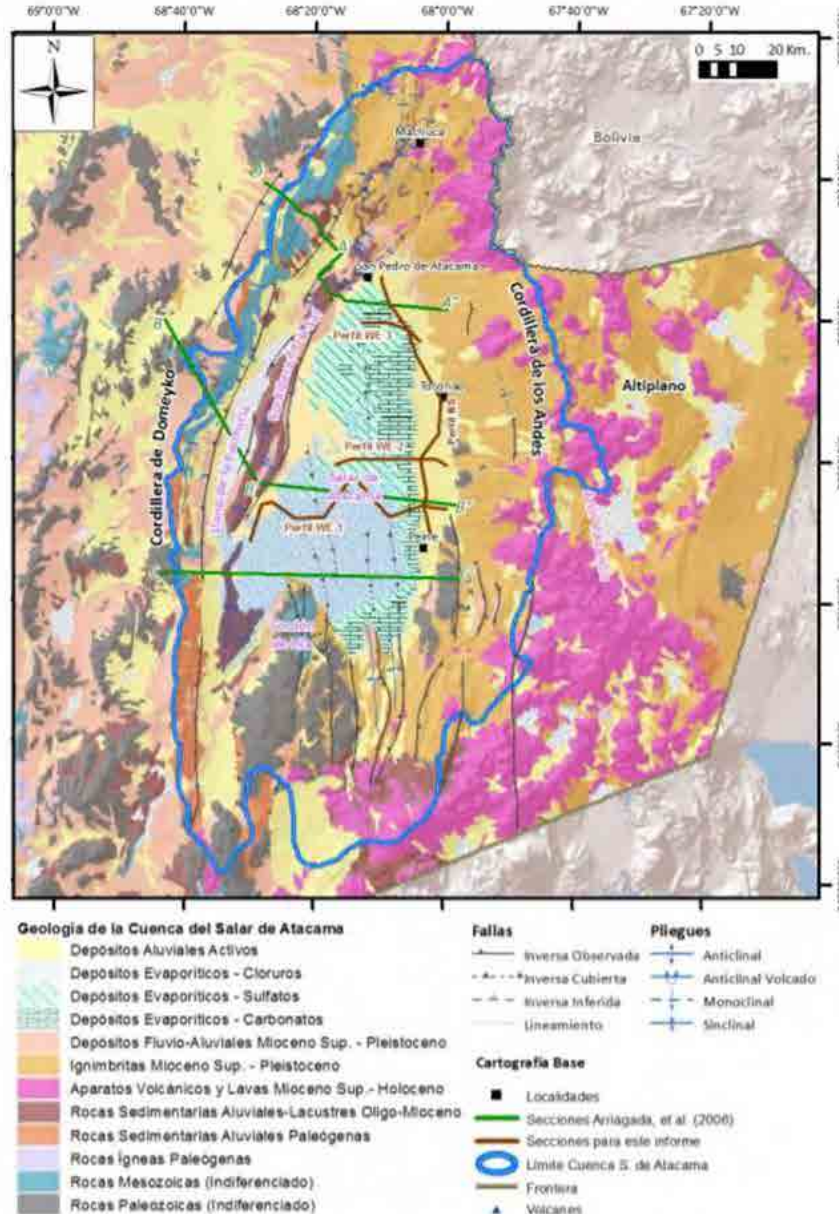 69°0'0"W 68°40'0"W 68°20'0"W 68°0'0"W 67°40'0"W 67°20'0"W
N
0 5 10 20 Km.
Bolivia
Machuca
San Pedro de Atacama
A"
Perfil WE-3
Toconao
Perfil NS
Cordillera de los Andes
Altiplano
Cordillera de Domeyko
Perfil WE-2
Salar de Atacama
B"
Perfil WE-1
Peine
Geología de la Cuenca del Salar de Atacama
Depósitos Aluviales Activos
Depósitos Evaporíticos - Cloruros
Depósitos Evaporíticos - Sulfatos
Depósitos Evaporíticos - Carbonatos
Depósitos Fluvio-Aluviales Mioceno Sup. - Pleistoceno
Ignimbritas Mioceno Sup. - Pleistoceno
Aparatos Volcánicos y Lavas Mioceno Sup.- Holoceno
Rocas Sedimentarias Aluviales-Lacustres Oligo-Mioceno
Rocas Sedimentarias Aluviales Paleógenas
Rocas Ígneas Paleógenas
Rocas Mesozoicas (Indiferenciado)
Rocas Paleozoicas (Indiferenciado)
Fallas
Inversa Observada
Inversa Cubierta
Inversa Inferida
Lineamiento
Pliegues
Anticlinal
Anticlinal Volcado
Monoclinal
Sinclinal
Cartografía Base
Localidades
Secciones Arriagada, et al. (2006)
Secciones para este informe
Límite Cuenca S. de Atacama
Frontera
Volcanes